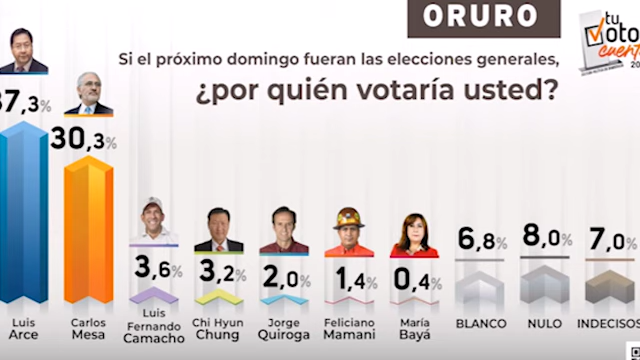 ORURO
tu
Voto
cuenta
Si el próximo domingo fueran las elecciones generales,
¿por quién votaría usted?
37,3%
30,3%
3,6%
3,2%
2,0%
1,4%
0,4%
6,8%
8,0%
7,0%
Luis
Arce
Carlos
Mesa
Luis
Fernando
Camacho
Chi Hyun
Chung
Jorge
Quiroga
Feliciano
Mamani
María
Bayá
BLANCO
NULO
INDECISOS